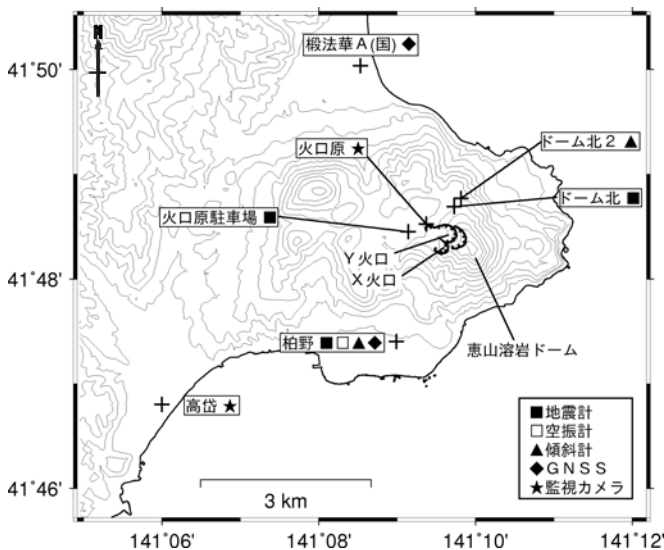 N
41°50'
椴法華A(国) ◆
火口原 ★
ドーム北2 ▲
ドーム北 ■
火口原駐車場 ■
Y火口
X火口
41°48'
柏野 ■□▲◆
恵山溶岩ドーム
高岱 ★
■地震計
□空振計
▲傾斜計
◆GNSS
★監視カメラ
3 km
41°46'
141°06'
141°08'
141°10'
141°12'